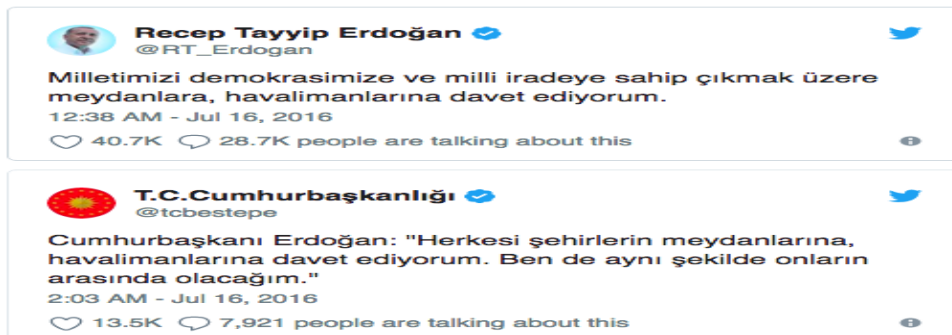 Recep Tayyip Erdoğan
@RT_Erdogan
Milletimizi demokrasimize ve milli iradeye sahip çıkmak üzere
meydanlara, havalimanlarına davet ediyorum.
12:38 AM - Jul 16, 2016
40.7K 28.7K people are talking about this
T.C.Cumhurbaşkanlığı
@tcbestepe
Cumhurbaşkanı Erdoğan: "Herkesi şehirlerin meydanlarına,
havalimanlarına davet ediyorum. Ben de aynı şekilde onların
arasında olacağım."
2:03 AM - Jul 16, 2016
13.5K 7,921 people are talking about this